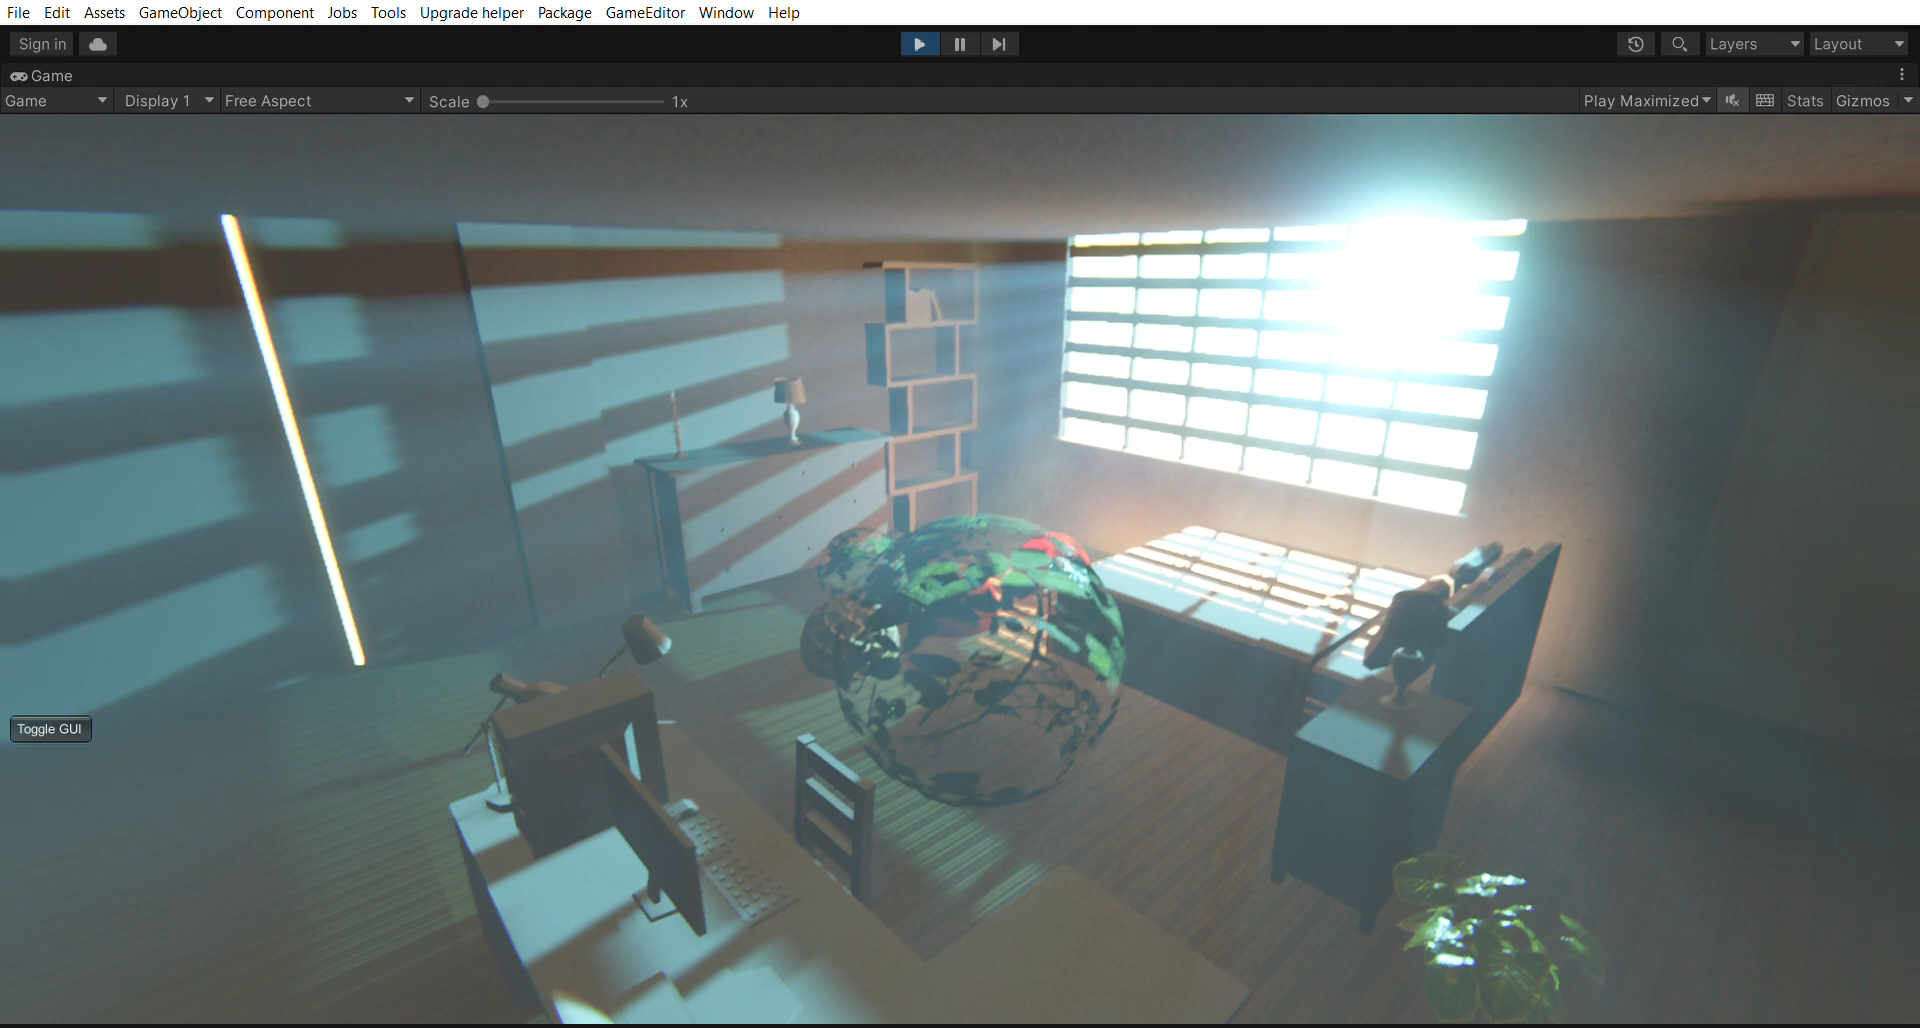 File Edit Assets GameObject Component Jobs Tools Upgrade helper Package GameEditor Window Help
Sign in Layers Layout
Game
Game Display 1 Free Aspect Scale 1x Play Maximized Stats Gizmos
Toggle GUI